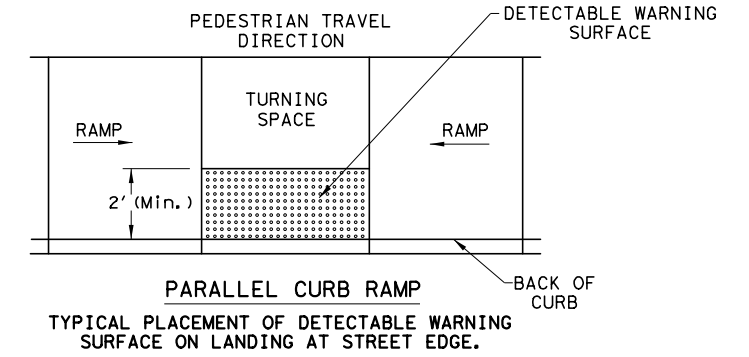 PEDESTRIAN TRAVEL
DIRECTION
DETECTABLE WARNING
SURFACE
TURNING
SPACE
RAMP
RAMP
2' (Min.)
BACK OF
CURB
PARALLEL CURB RAMP
TYPICAL PLACEMENT OF DETECTABLE WARNING
SURFACE ON LANDING AT STREET EDGE.